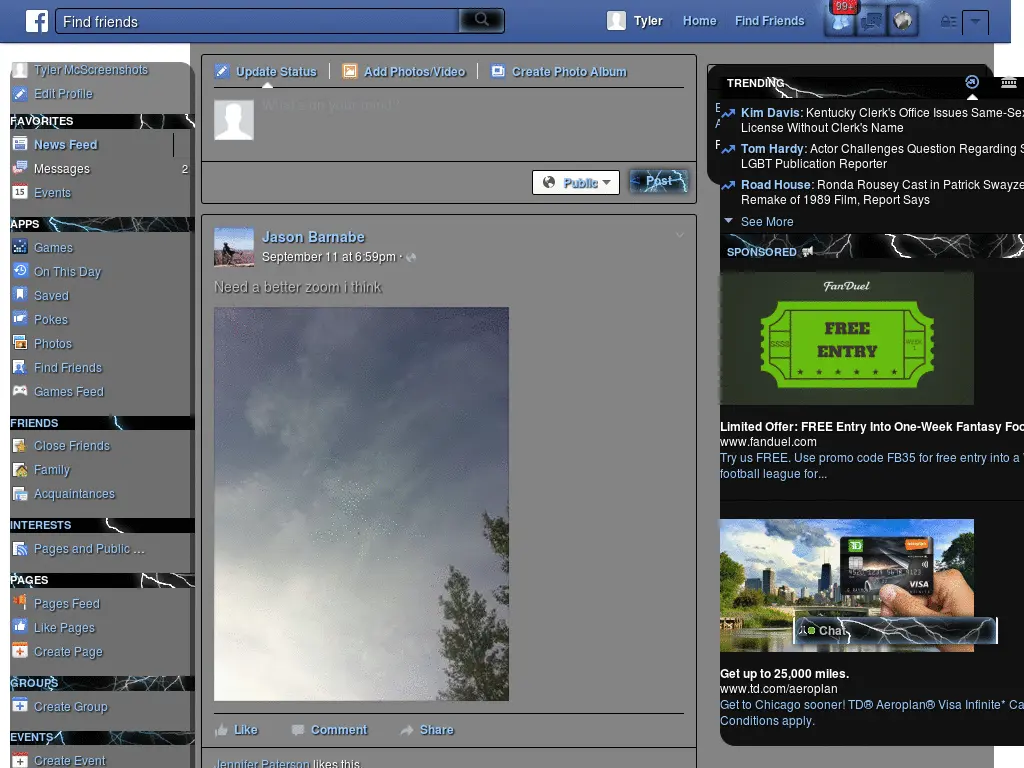 Find friends
Tyler
Home
Find Friends
99+
Tyler McScreenshots
Edit Profile
FAVORITES
News Feed
Messages
2
Events
APPS
Games
On This Day
Saved
Pokes
Photos
Find Friends
Games Feed
FRIENDS
Close Friends
Family
Acquaintances
INTERESTS
Pages and Public ...
PAGES
Pages Feed
Like Pages
Create Page
GROUPS
Create Group
EVENTS
Create Event
Update Status
Add Photos/Video
Create Photo Album
What's on your mind?
Public
Post
Jason Barnabe
September 11 at 6:59pm ·
Need a better zoom i think
Like
Comment
Share
Jennifer Paterson likes this.
TRENDING
Kim Davis: Kentucky Clerk's Office Issues Same-Sex
License Without Clerk's Name
Tom Hardy: Actor Challenges Question Regarding
LGBT Publication Reporter
Road House: Ronda Rousey Cast in Patrick Swayze
Remake of 1989 Film, Report Says
See More
SPONSORED
FanDuel
FREE
ENTRY
Limited Offer: FREE Entry Into One-Week Fantasy
www.fanduel.com
Try us FREE. Use promo code FB35 for free entry into a
football league for...
TD
VISA
INFINITE
Chat
Get up to 25,000 miles.
www.td.com/aeroplan
Get to Chicago sooner! TD® Aeroplan® Visa Infinite* Ca
Conditions apply.